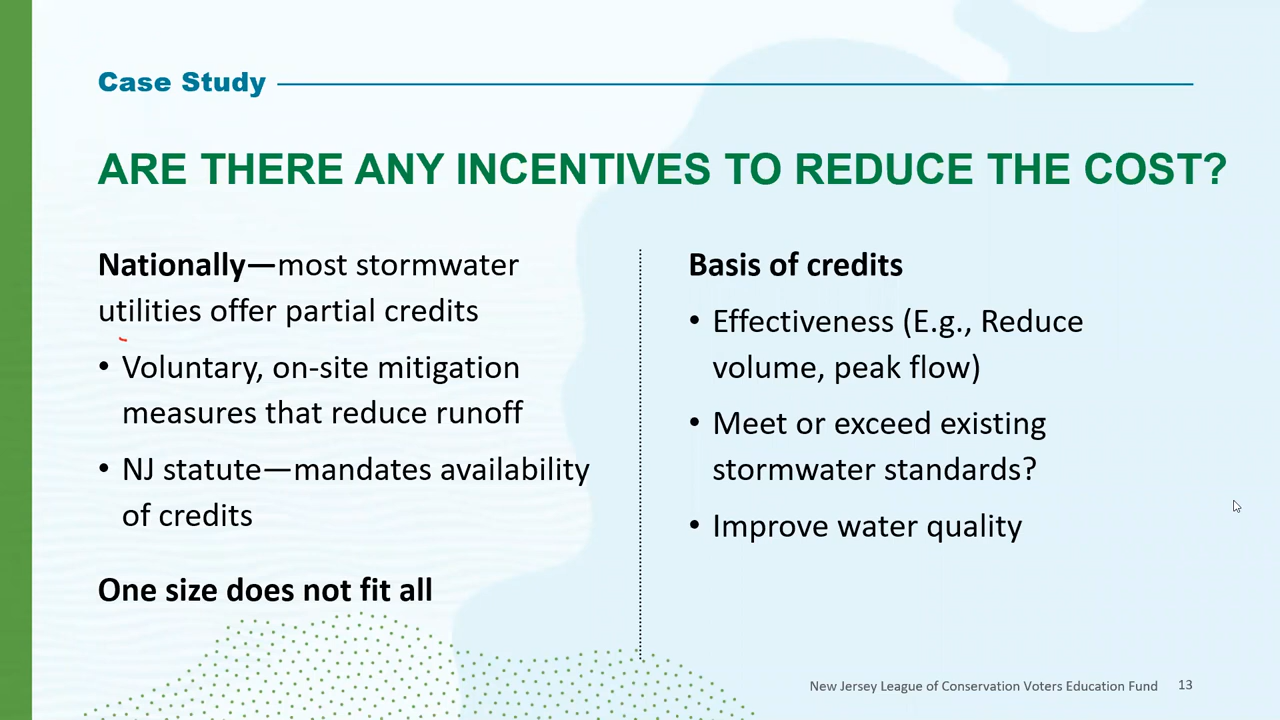 Case Study
ARE THERE ANY INCENTIVES TO REDUCE THE COST?
Nationally—most stormwater
utilities offer partial credits
• Voluntary, on-site mitigation
measures that reduce runoff
• NJ statute—mandates availability
of credits
One size does not fit all
Basis of credits
• Effectiveness (E.g., Reduce
volume, peak flow)
• Meet or exceed existing
stormwater standards?
• Improve water quality
New Jersey League of Conservation Voters Education Fund 13